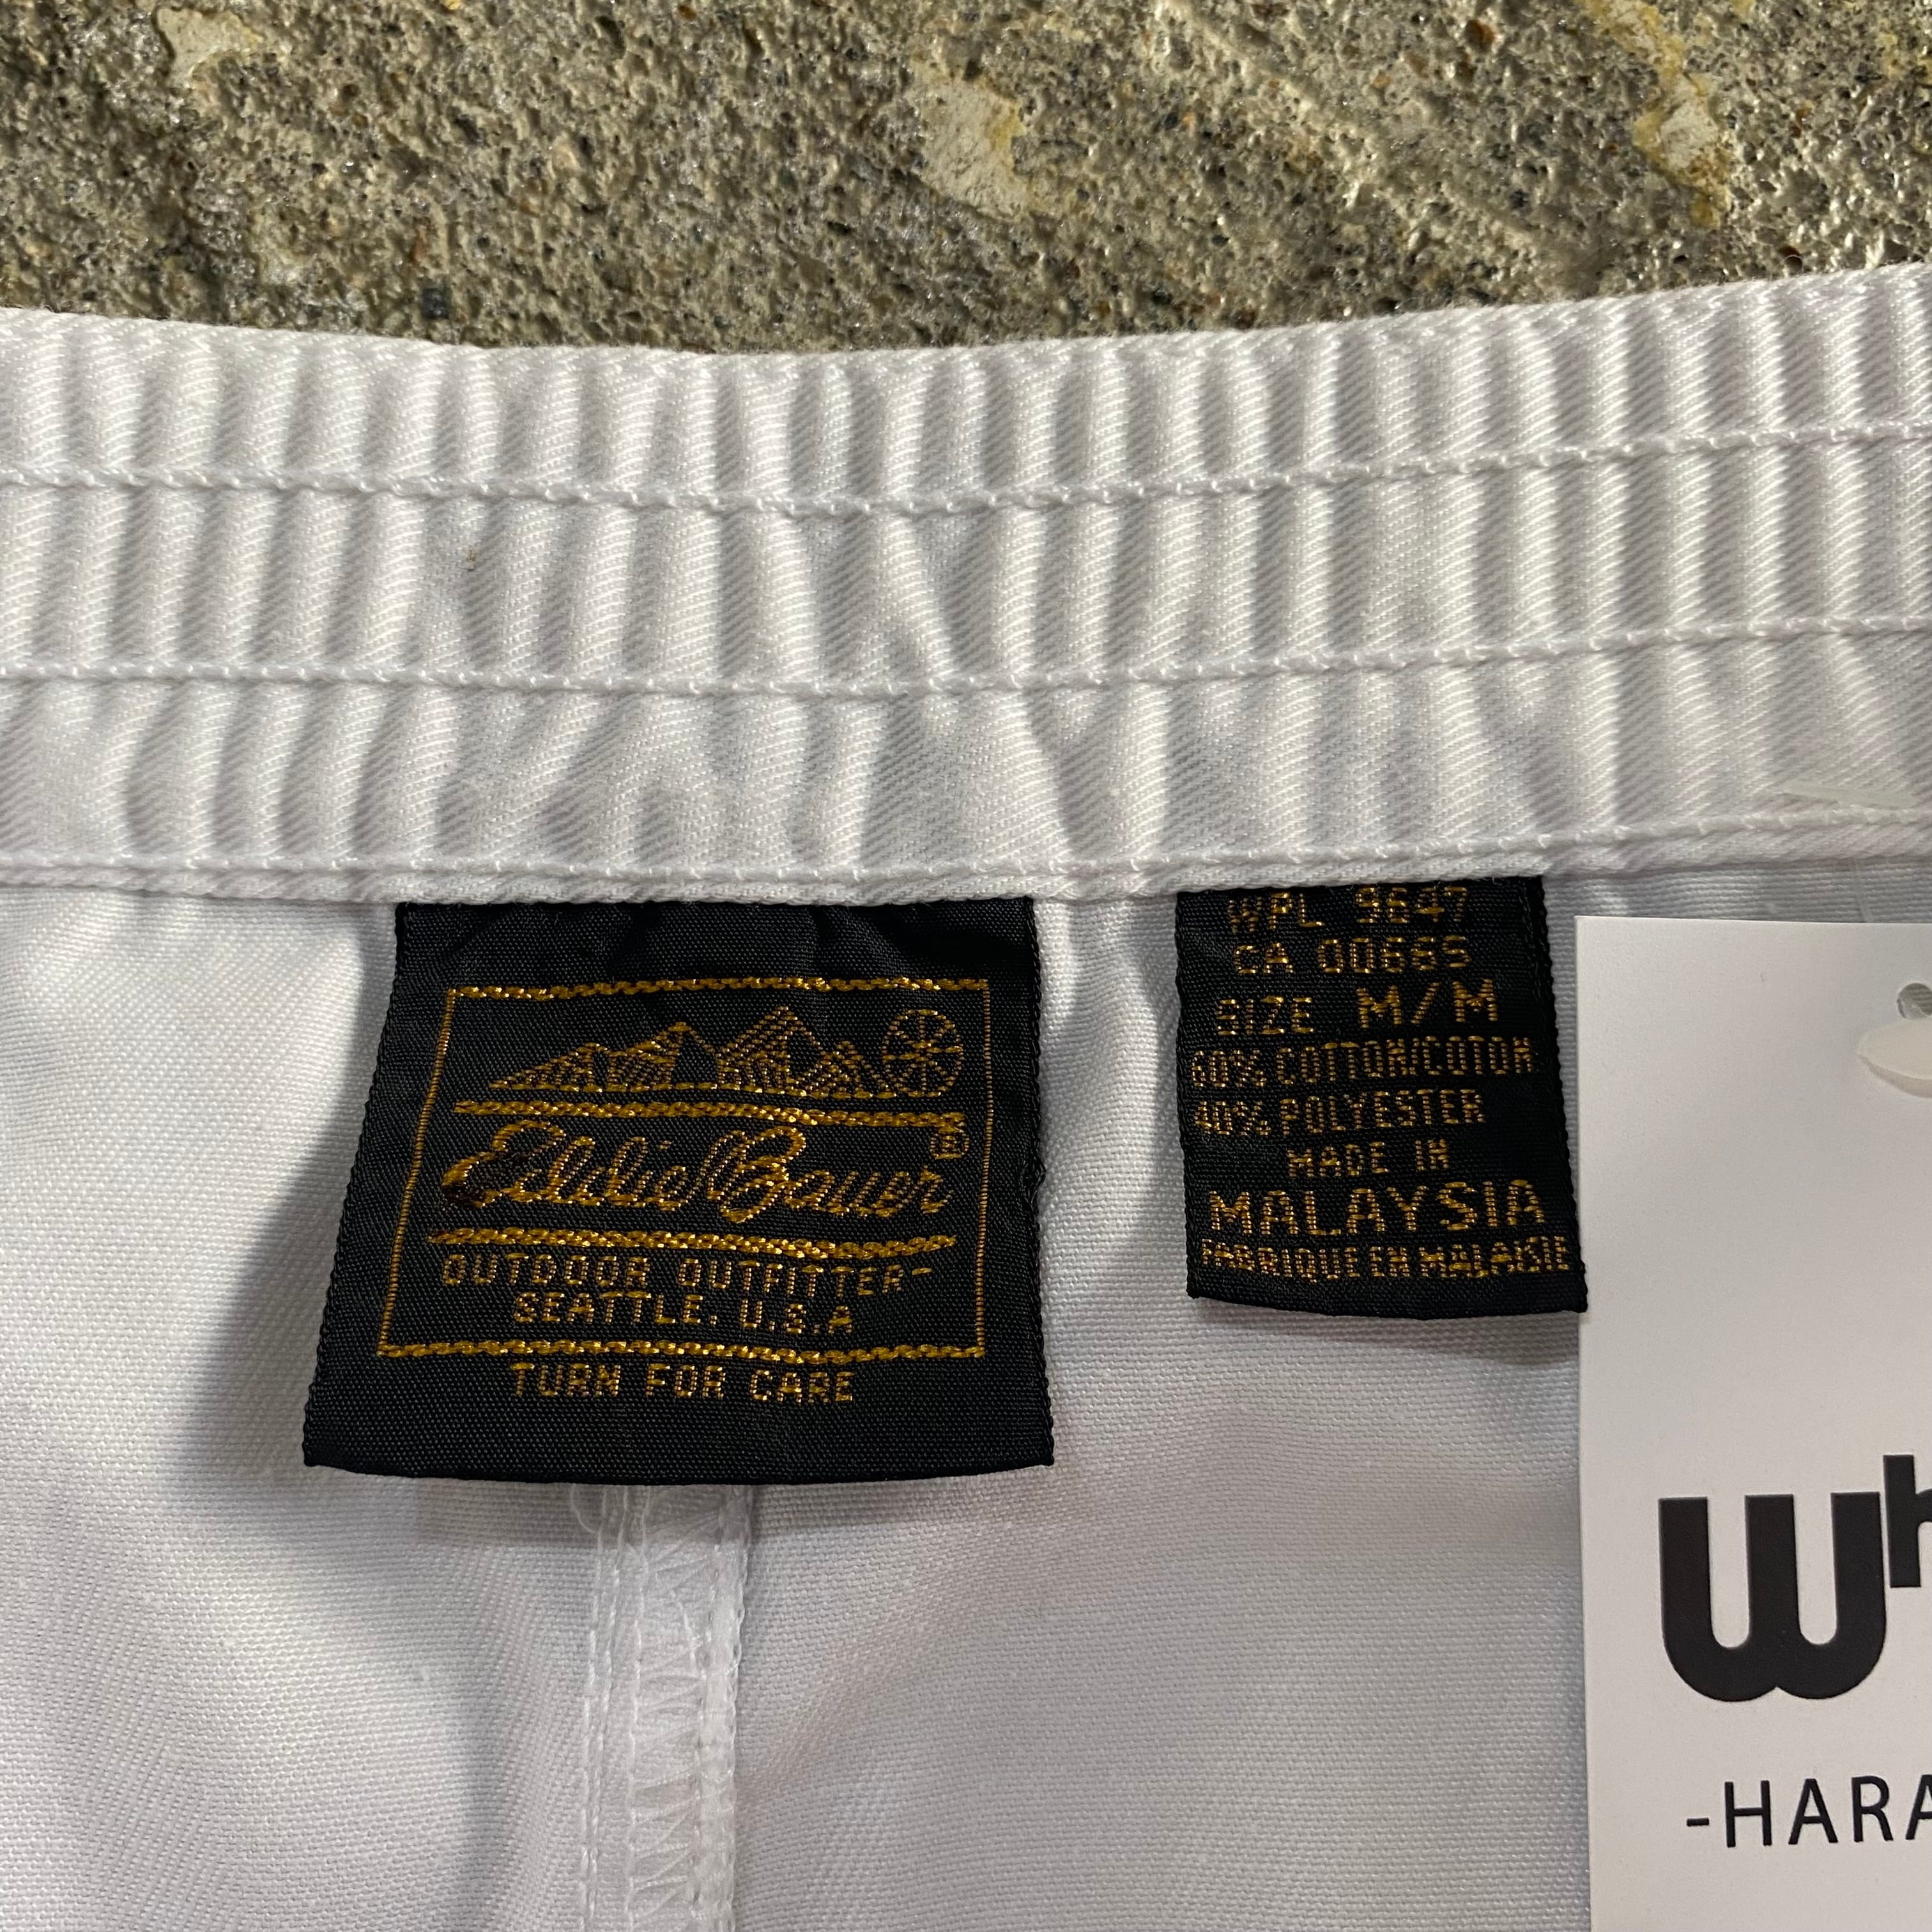 Eddie Bauer®
OUTDOOR OUTFITTER-
SEATTLE, U.S.A
TURN FOR CARE
WPL 9647
CA 00665
SIZE M/M
60% COTTON/COTON
40% POLYESTER
MADE IN
MALAYSIA
FABRIQUE EN MALAISIE
Wh
-HARA